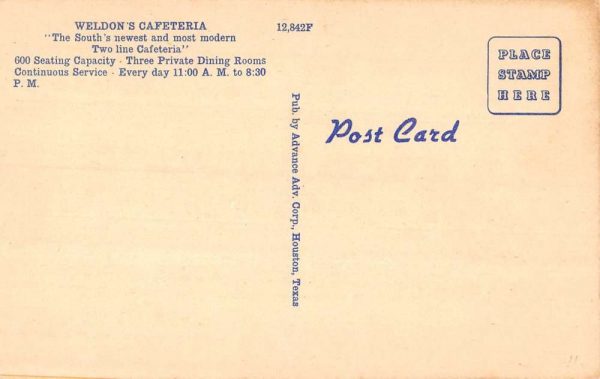 WELDON'S CAFETERIA
"The South's newest and most modern
Two line Cafeteria"
600 Seating Capacity - Three Private Dining Rooms
Continuous Service - Every day 11:00 A. M. to 8:30
P. M.
12,842F
Pub. by Advance Adv. Corp., Houston, Texas
Post Card
PLACE
STAMP
HERE